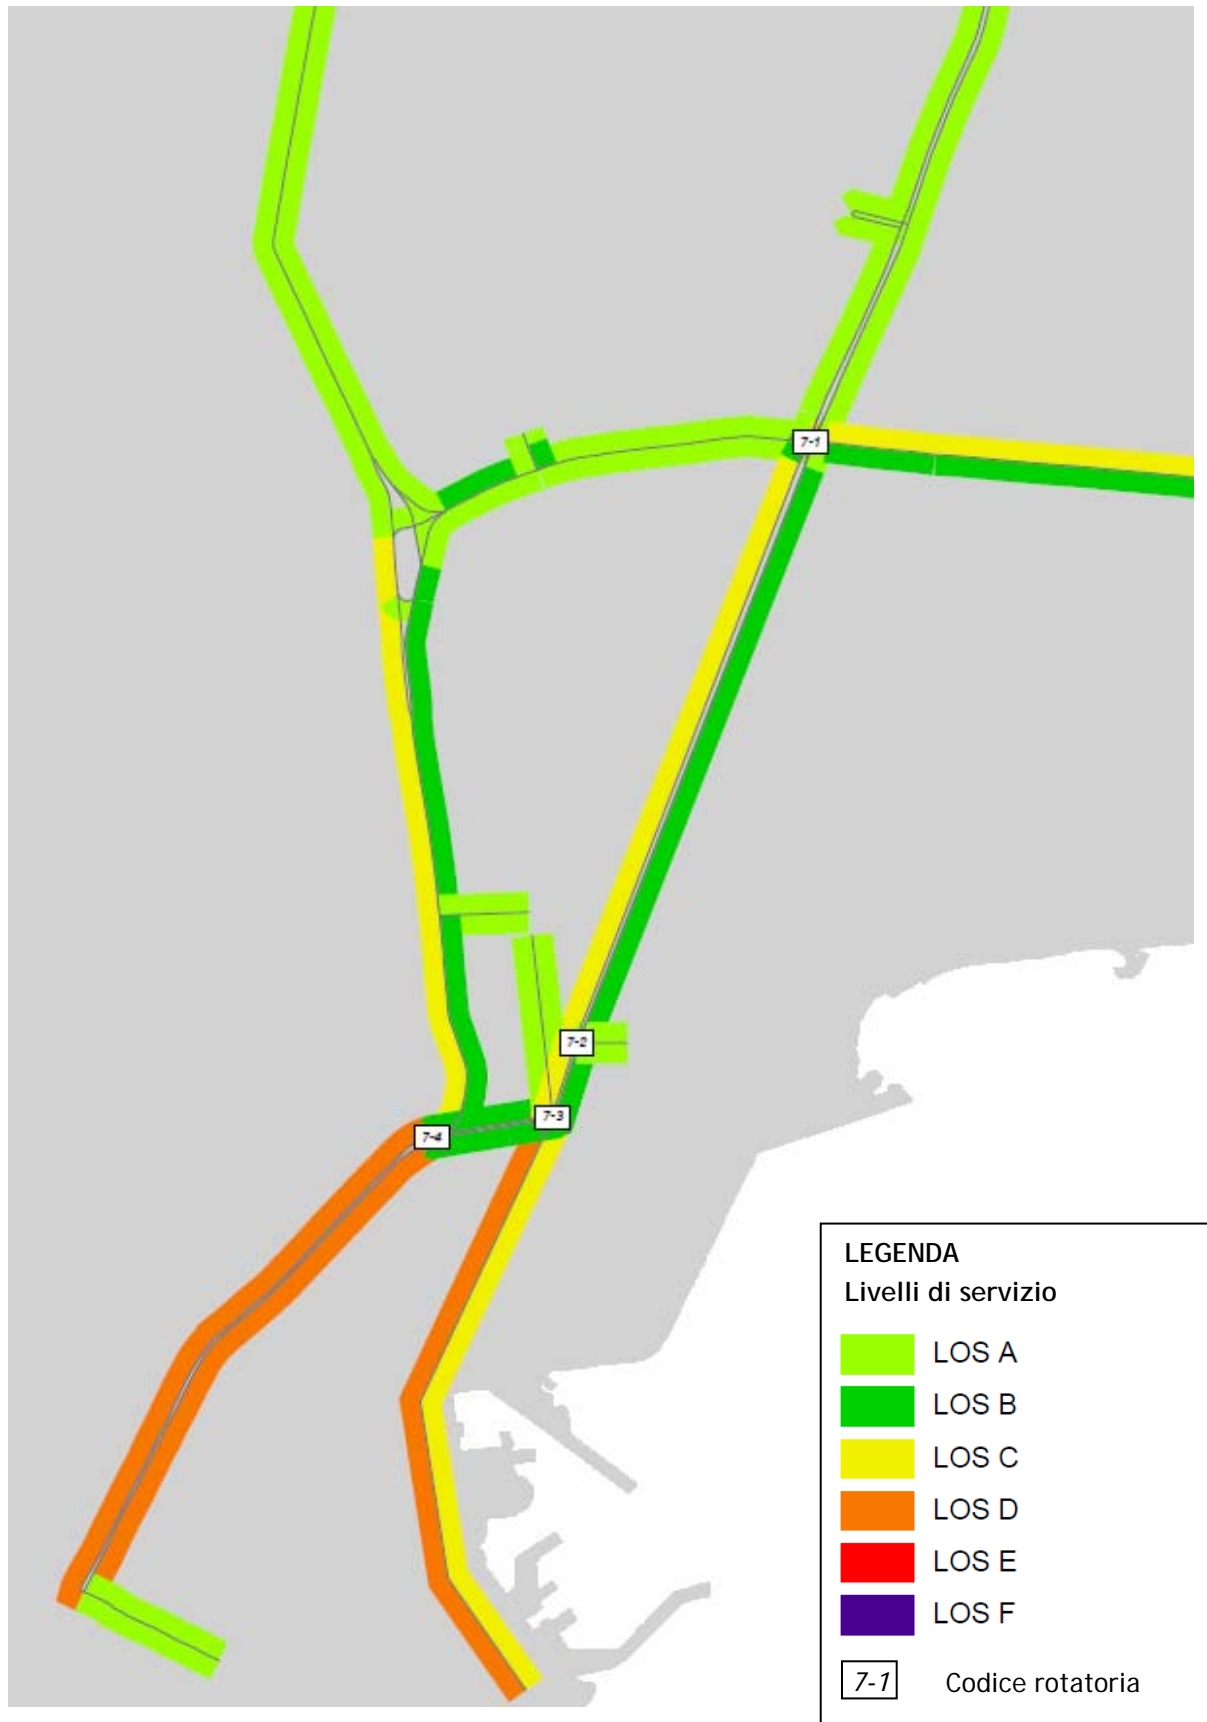 7-1
7-2
7-3
7-4
LEGENDA
Livelli di servizio
LOS A
LOS B
LOS C
LOS D
LOS E
LOS F
7-1 Codice rotatoria